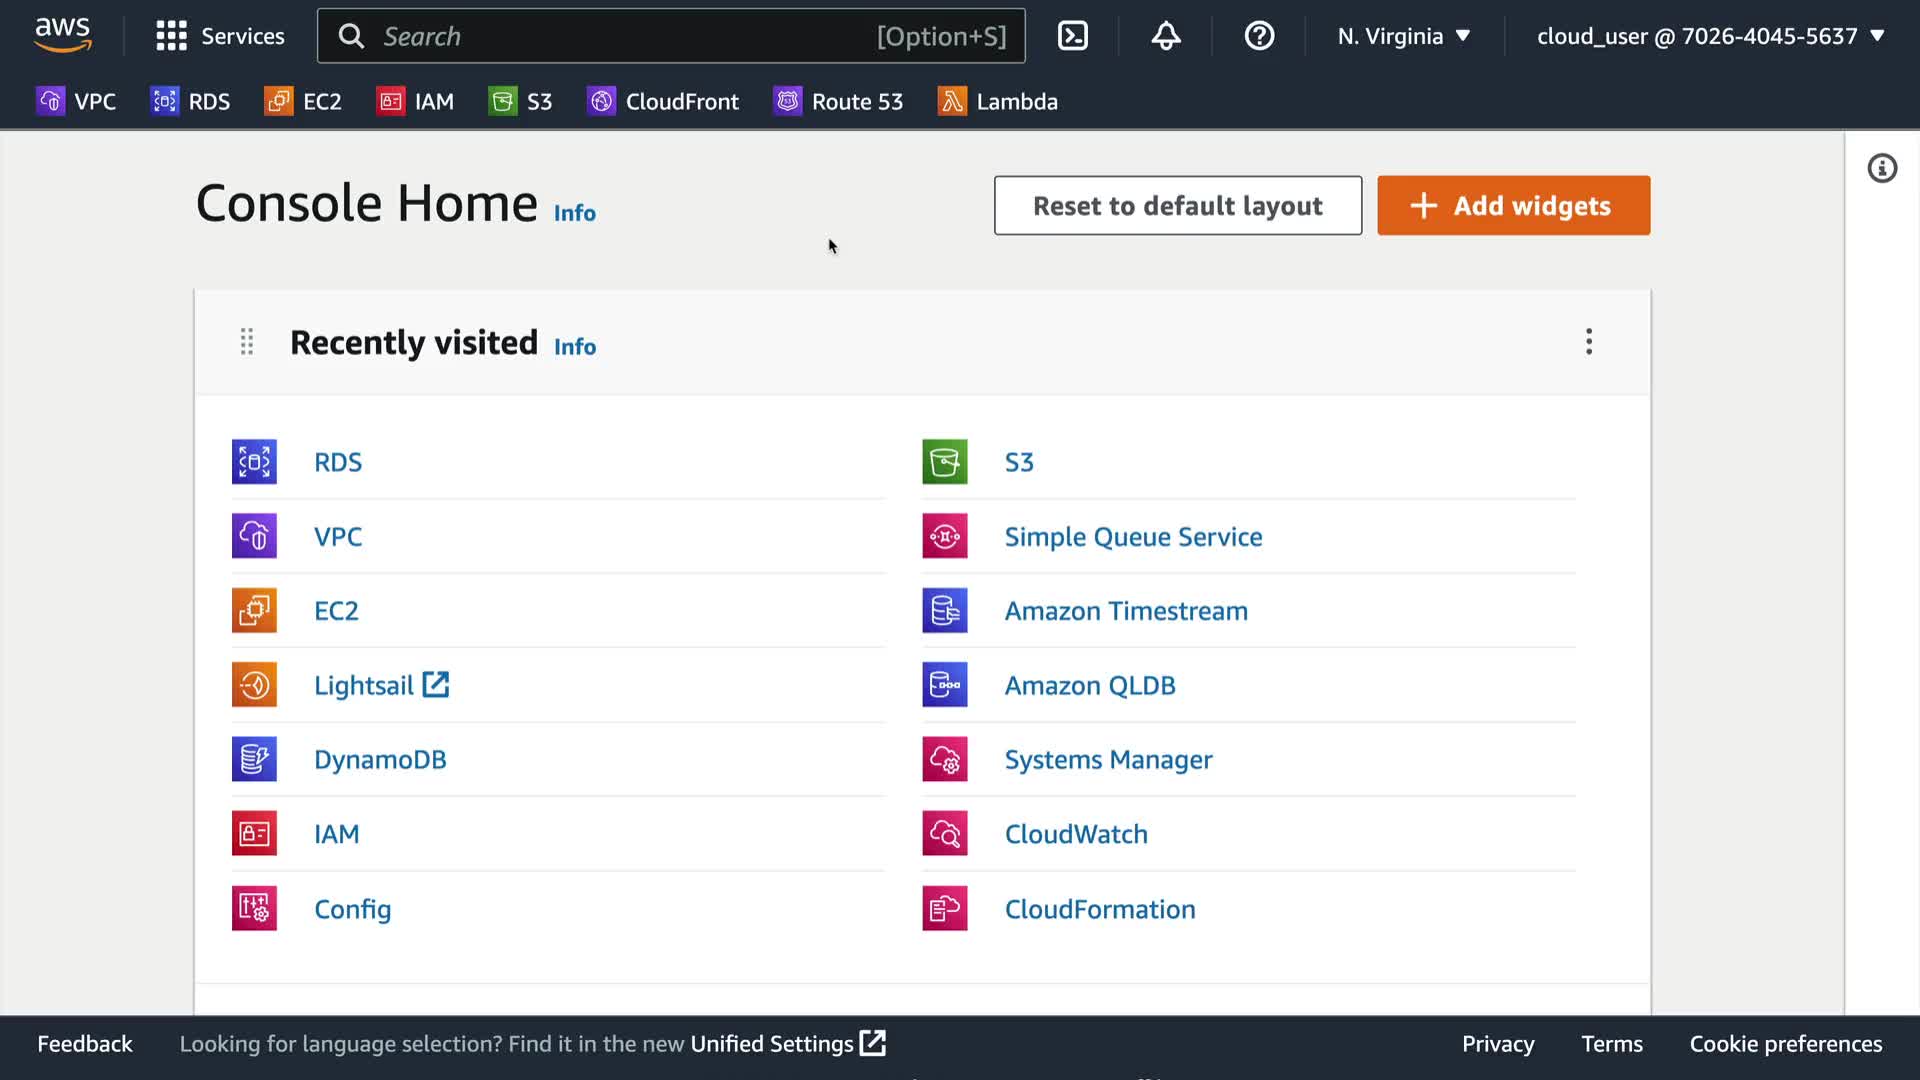 aws Services Search [Option+S] N. Virginia cloud_user @ 7026-4045-5637
VPC RDS EC2 IAM S3 CloudFront Route 53 Lambda
Console Home Info Reset to default layout Add widgets
Recently visited Info
RDS
VPC
EC2
Lightsail
DynamoDB
IAM
Config
S3
Simple Queue Service
Amazon Timestream
Amazon QLDB
Systems Manager
CloudWatch
CloudFormation
Feedback Looking for language selection? Find it in the new Unified Settings Privacy Terms Cookie preferences